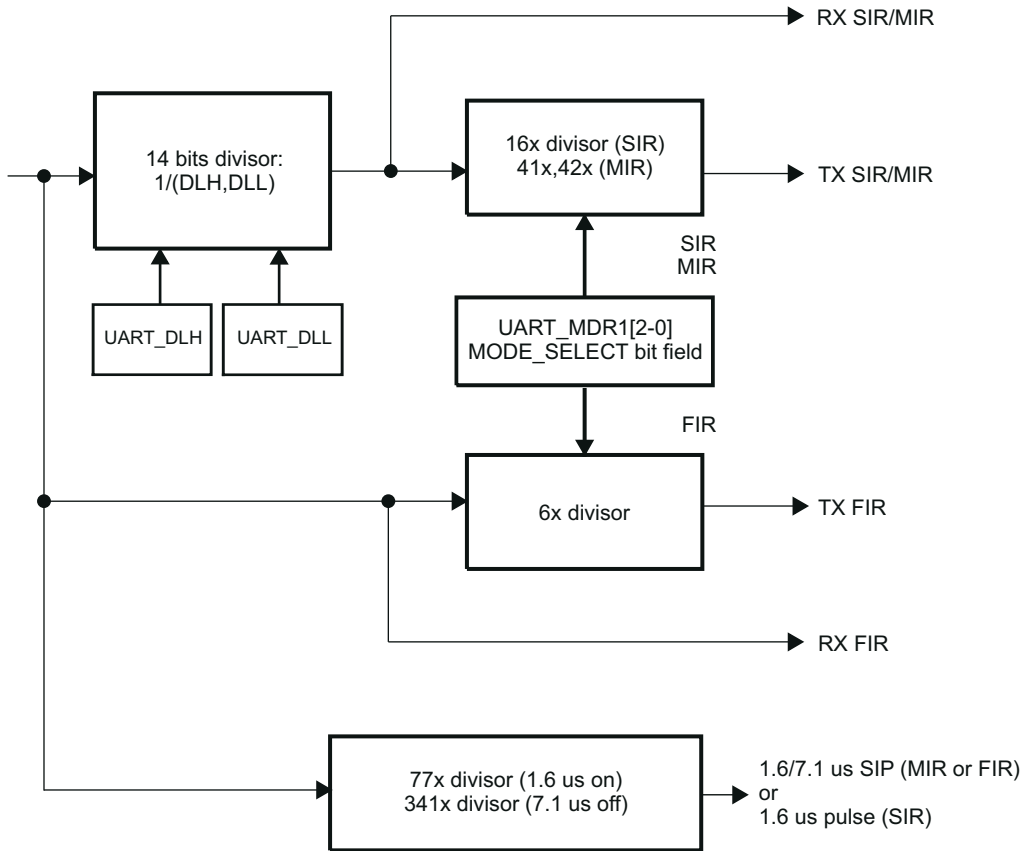 RX SIR/MIR
14 bits divisor:
1/(DLH,DLL)
16x divisor (SIR)
41x,42x (MIR)
TX SIR/MIR
SIR
MIR
UART_DLH
UART_DLL
UART_MDR1[2-0]
MODE_SELECT bit field
FIR
6x divisor
TX FIR
RX FIR
77x divisor (1.6 us on)
341x divisor (7.1 us off)
1.6/7.1 us SIP (MIR or FIR)
or
1.6 us pulse (SIR)